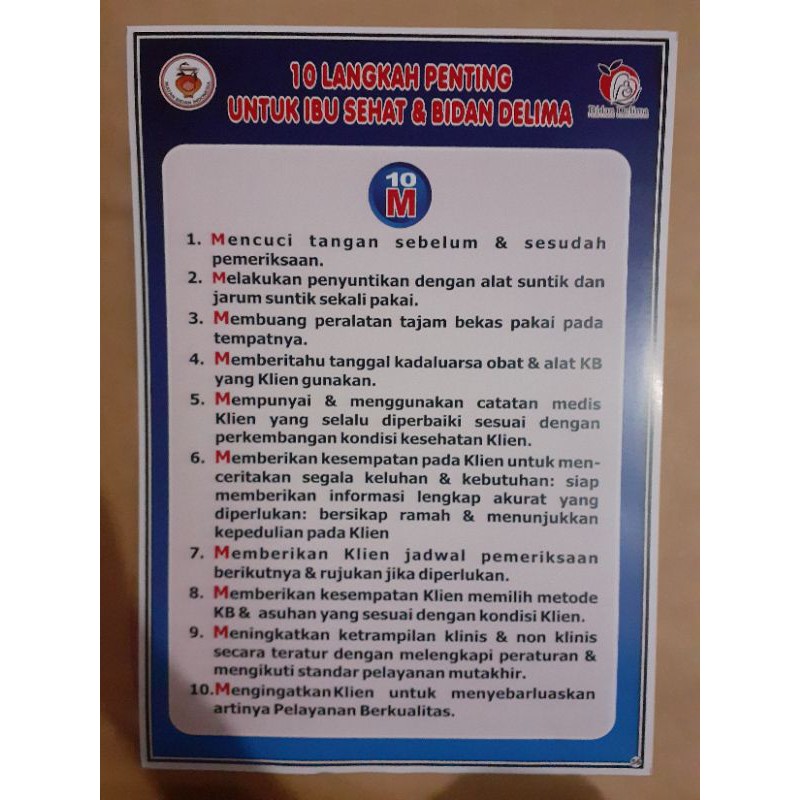 10 LANGKAH PENTING
UNTUK IBU SEHAT & BIDAN DELIMA
IKATAN BIDAN INDONESIA
Bidan Delima
10
M
1. Mencuci tangan sebelum & sesudah
pemeriksaan.
2. Melakukan penyuntikan dengan alat suntik dan
jarum suntik sekali pakai.
3. Membuang peralatan tajam bekas pakai pada
tempatnya.
4. Memberitahu tanggal kadaluarsa obat & alat KB
yang Klien gunakan.
5. Mempunyai & menggunakan catatan medis
Klien yang selalu diperbaiki sesuai dengan
perkembangan kondisi kesehatan Klien.
6. Memberikan kesempatan pada Klien untuk men-
ceritakan segala keluhan & kebutuhan: siap
memberikan informasi lengkap akurat yang
diperlukan: bersikap ramah & menunjukkan
kepedulian pada Klien
7. Memberikan Klien jadwal pemeriksaan
berikutnya & rujukan jika diperlukan.
8. Memberikan kesempatan Klien memilih metode
KB & asuhan yang sesuai dengan kondisi Klien.
9. Meningkatkan ketrampilan klinis & non klinis
secara teratur dengan melengkapi peraturan &
mengikuti standar pelayanan mutakhir.
10.Mengingatkan Klien untuk menyebarluaskan
artinya Pelayanan Berkualitas.